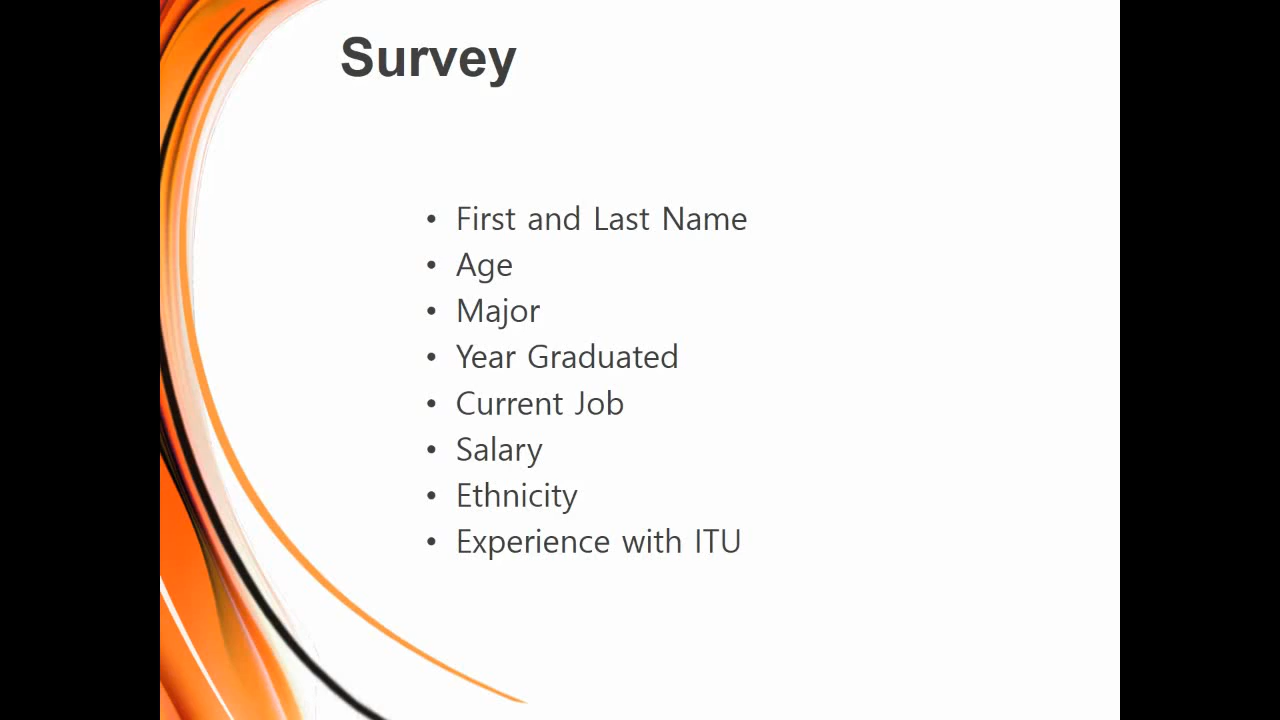 Survey
• First and Last Name
• Age
• Major
• Year Graduated
• Current Job
• Salary
• Ethnicity
• Experience with ITU